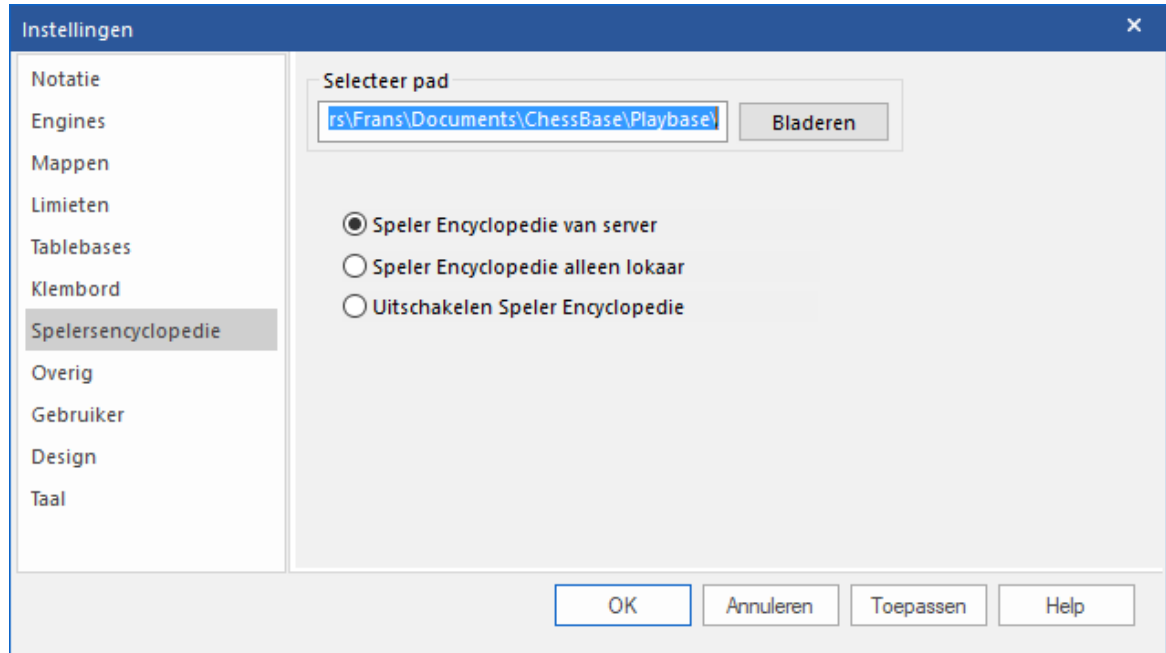 Instellingen
Notatie
Engines
Mappen
Limieten
Tablebases
Klembord
Spelersencyclopedie
Overig
Gebruiker
Design
Taal
Selecteer pad
rs\Frans\Documents\ChessBase\Playbase\
Bladeren
Speler Encyclopedie van server
Speler Encyclopedie alleen lokaar
Uitschakelen Speler Encyclopedie
OK Annuleren Toepassen Help